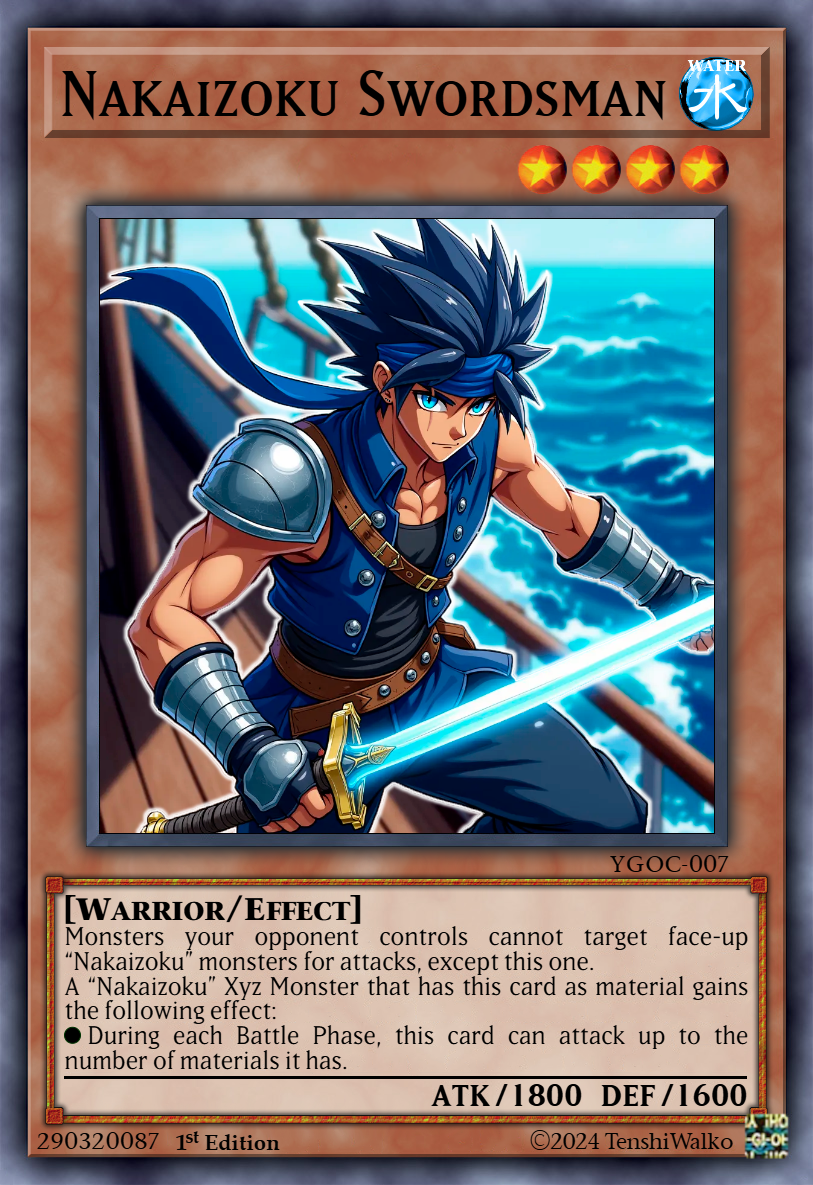 Nakaizoku Swordsman
WATER
水
YGOC-007
[Warrior/Effect]
Monsters your opponent controls cannot target face-up
“Nakaizoku” monsters for attacks, except this one.
A “Nakaizoku” Xyz Monster that has this card as material gains
the following effect:
● During each Battle Phase, this card can attack up to the
number of materials it has.
ATK/1800 DEF/1600
290320087 1st Edition ©2024 TenshiWalko